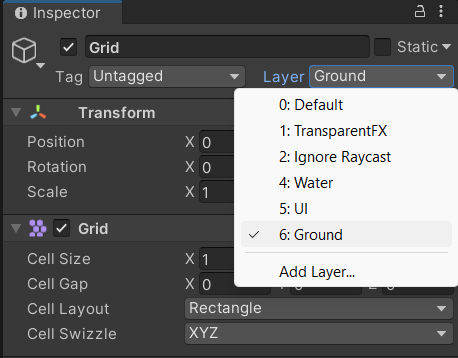 Inspector
Grid
Static
Tag Untagged Layer Ground
0: Default
1: TransparentFX
2: Ignore Raycast
4: Water
5: UI
6: Ground
Add Layer...
Transform
Position X 0
Rotation X 0
Scale X 1
Grid
Cell Size X 1
Cell Gap X 0
Cell Layout Rectangle
Cell Swizzle XYZ